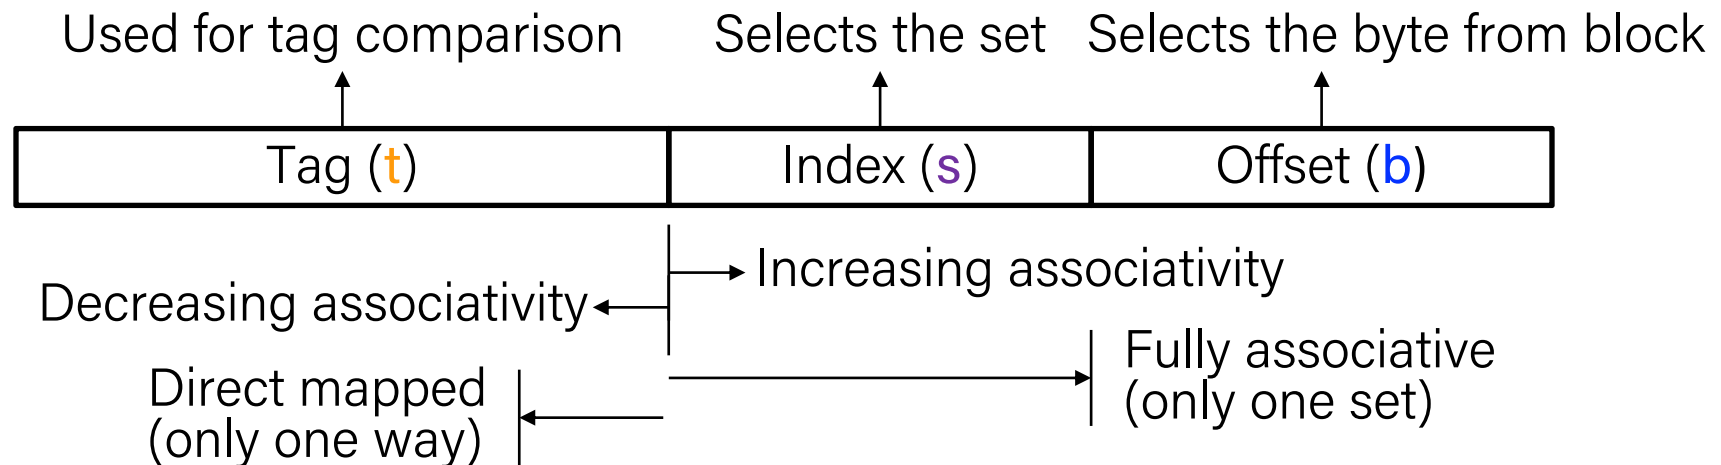 Used for tag comparison
Selects the set
Selects the byte from block
Tag (t)
Index (s)
Offset (b)
Increasing associativity
Decreasing associativity
Fully associative
(only one set)
Direct mapped
(only one way)